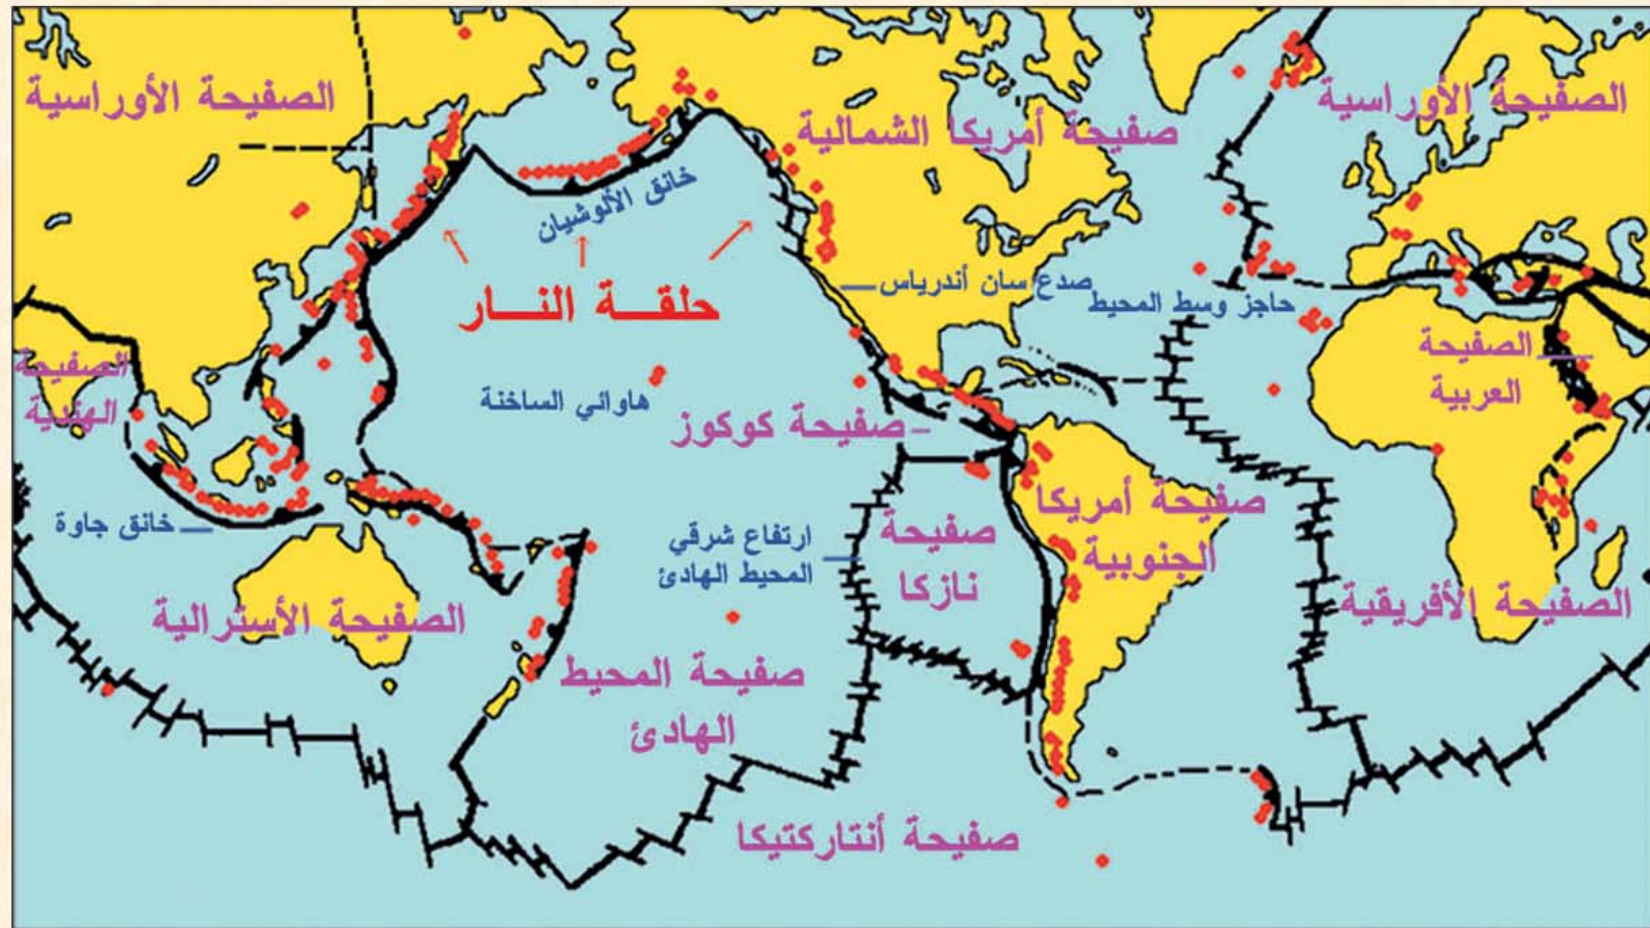 الصفيحة الأوراسية
صفيحة أمريكا الشمالية
الصفيحة الأوراسية
خانق الألوشيان
حلقة النار
صدع سان أندرياس
حاجز وسط المحيط
الصفيحة
العربية
الصفيحة
الهندية
هاواني الساخنة
صفيحة كوكوز
خانق جاوة
ارتفاع شرقي
المحيط الهادئ
صفيحة
نازكا
صفيحة أمريكا
الجنوبية
الصفيحة الأفريقية
الصفيحة الأسترالية
صفيحة المحيط
الهادئ
صفيحة أنتاركتيكا